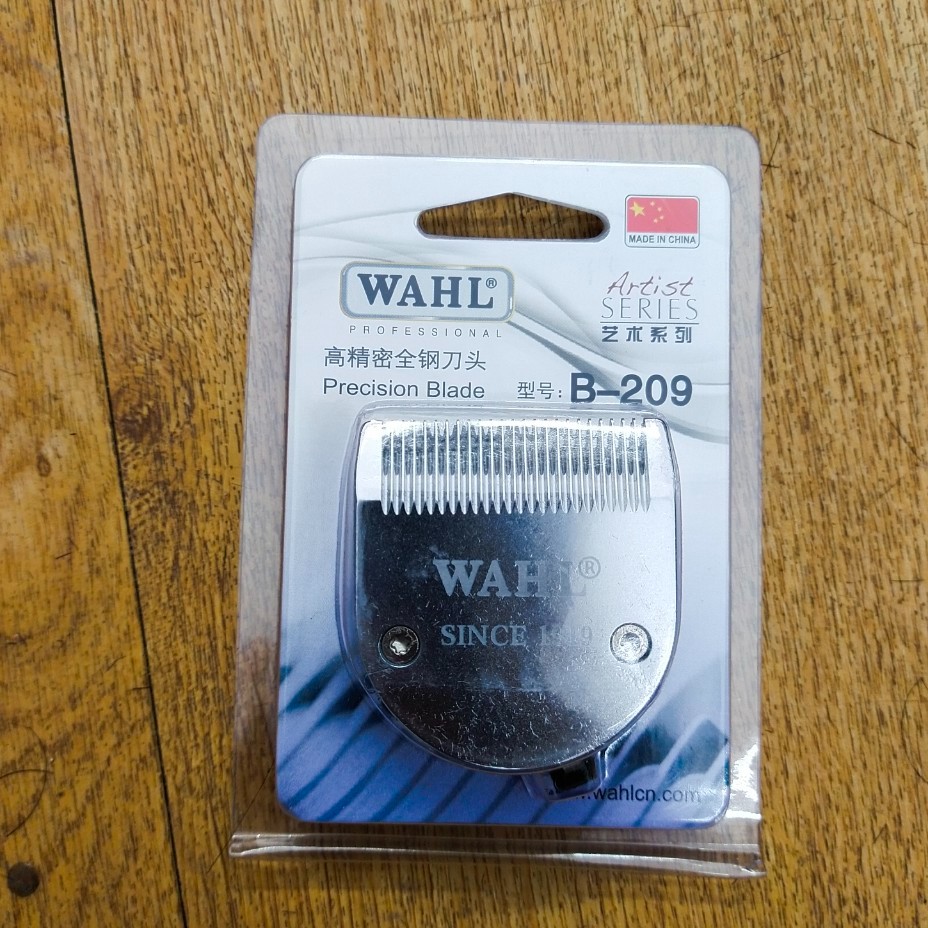 MADE IN CHINA
WAHL®
PROFESSIONAL
Artist
SERIES
艺术系列
高精密全钢刀头
Precision Blade 型号: B-209
WAHL®
SINCE 1919
wahlcn.com